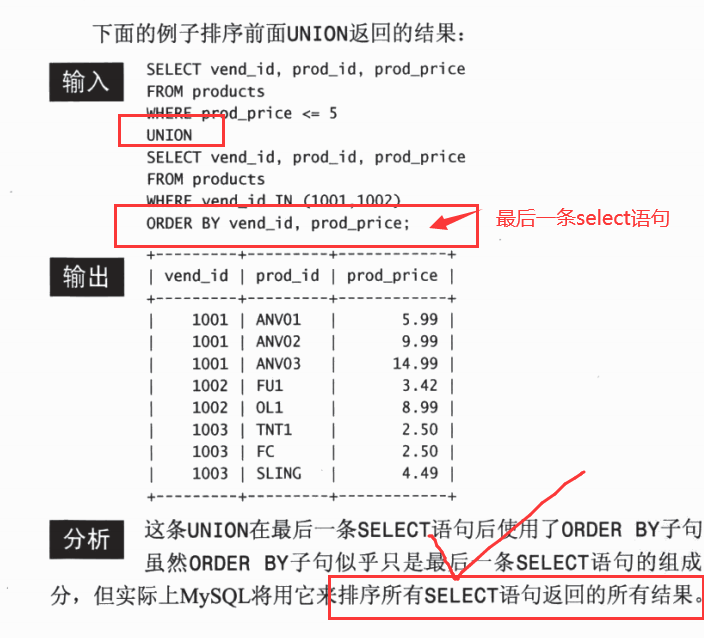 下面的例子排序前面UNION返回的结果：
输入
SELECT vend_id, prod_id, prod_price
FROM products
WHERE prod_price <= 5
UNION
SELECT vend_id, prod_id, prod_price
FROM products
WHERE vend_id IN (1001,1002)
ORDER BY vend_id, prod_price;
最后一条select语句
输出
+---------+---------+------------+
| vend_id | prod_id | prod_price |
+---------+---------+------------+
| 1001 | ANV01 | 5.99 |
| 1001 | ANV02 | 9.99 |
| 1001 | ANV03 | 14.99 |
| 1002 | FU1 | 3.42 |
| 1002 | OL1 | 8.99 |
| 1003 | TNT1 | 2.50 |
| 1003 | FC | 2.50 |
| 1003 | SLING | 4.49 |
+---------+---------+------------+
分析
这条UNION在最后一条SELECT语句后使用了ORDER BY子句
虽然ORDER BY子句似乎只是最后一条SELECT语句的组成
分，但实际上MySQL将用它来排序所有SELECT语句返回的所有结果。